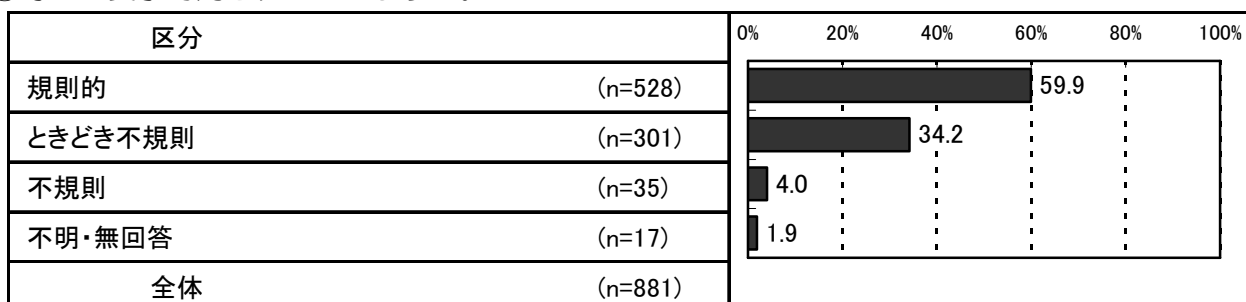 区分 0% 20% 40% 60% 80% 100%
規則的 (n=528) 59.9
ときどき不規則 (n=301) 34.2
不規則 (n=35) 4.0
不明・無回答 (n=17) 1.9
全体 (n=881)